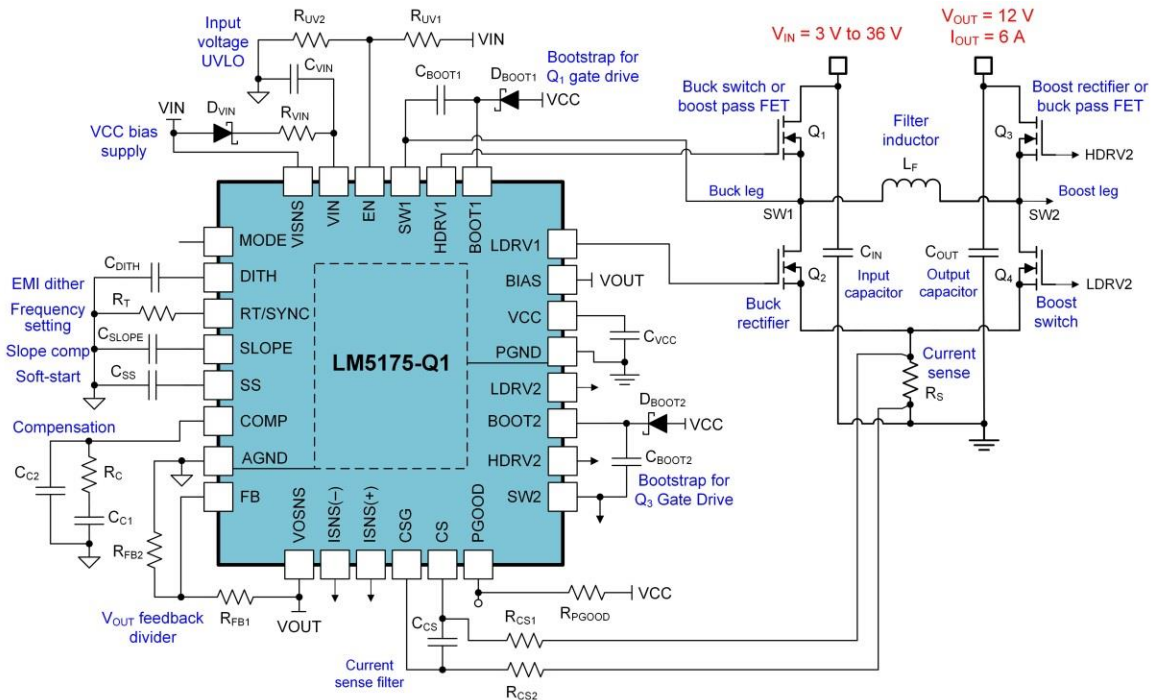 Input
voltage
UVLO
RUV2
RUV1
VIN
CVIN
VIN
DVIN
RVIN
VCC bias
supply
CBOOT1
DBOOT1
Bootstrap for
Q1 gate drive
VCC
VIN = 3 V to 36 V
VOUT = 12 V
IOUT = 6 A
Buck switch or
boost pass FET
Boost rectifier or
buck pass FET
Q1
Q3
HDRV2
Filter
inductor
LF
Buck leg
Boost leg
SW1
SW2
Q2
CIN
Input
capacitor
COUT
Output
capacitor
Q4
LDRV2
Buck
rectifier
Boost
switch
Current
sense
RS
VISNS
VIN
EN
SW1
HDRV1
BOOT1
MODE
DITH
RT/SYNC
SLOPE
SS
COMP
AGND
FB
LM5175-Q1
LDRV1
BIAS
VCC
PGND
LDRV2
BOOT2
HDRV2
SW2
VOSNS
ISNS(–)
ISNS(+)
CSG
CS
PGOOD
CDITH
EMI dither
RT
Frequency
setting
CSLOPE
Slope comp
CSS
Soft-start
Compensation
CC2
RC
CC1
RFB2
RFB1
VOUT feedback
divider
VOUT
VOUT
CVCC
DBOOT2
VCC
CBOOT2
Bootstrap for
Q3 Gate Drive
VCC
RPGOOD
CCS
RCS1
RCS2
Current
sense filter